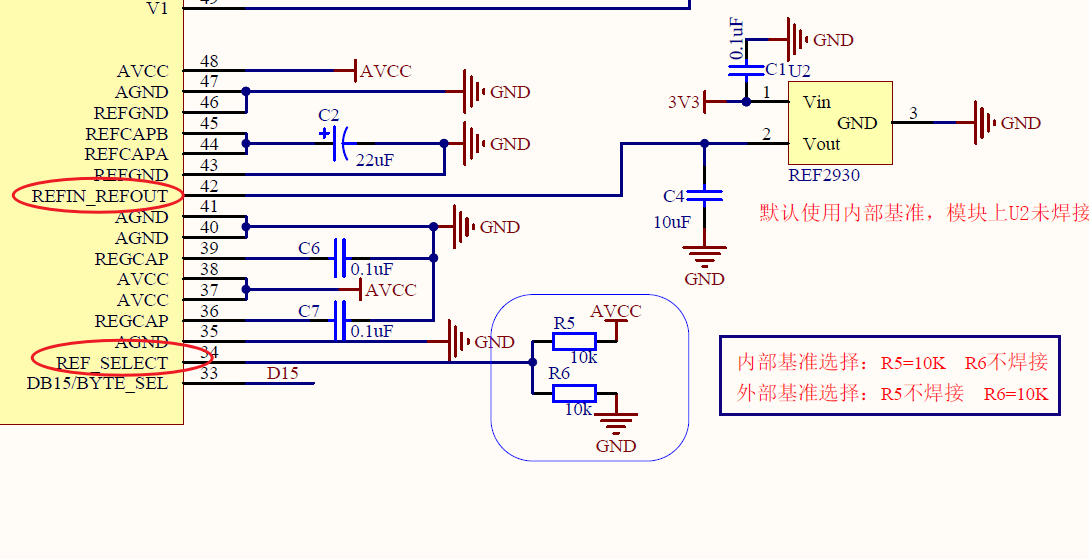 V1
AVCC 48 AVCC
AGND 47 GND
REFGND 46
REFCAPB 45
C2
REFCAPA 44 GND
22uF
REFGND 43
REFIN_REFOUT 42
AGND 41
AGND 40 GND
REGCAP 39 C6 0.1uF
AVCC 38
AVCC 37 AVCC
REGCAP 36 C7 0.1uF
AGND 35 GND
REF_SELECT 34
DB15/BYTE_SEL 33 D15
0.1uF
GND
C1 U2
3V3 1 Vin
GND 3 GND
2 Vout
REF2930
C4
10uF
GND
默认使用内部基准，模块上U2未焊接
AVCC
R5
10k
R6
10k
GND
内部基准选择：R5=10K R6不焊接
外部基准选择：R5不焊接 R6=10K